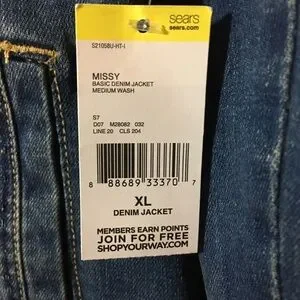 sears
sears.com
S21058U-HT-I
MISSY
BASIC DENIM JACKET
MEDIUM WASH
S7
D07 M28082 032
LINE 20 CLS 204
8 88689 33370 7
XL
DENIM JACKET
MEMBERS EARN POINTS
JOIN FOR FREE
SHOPYOURWAY.COM